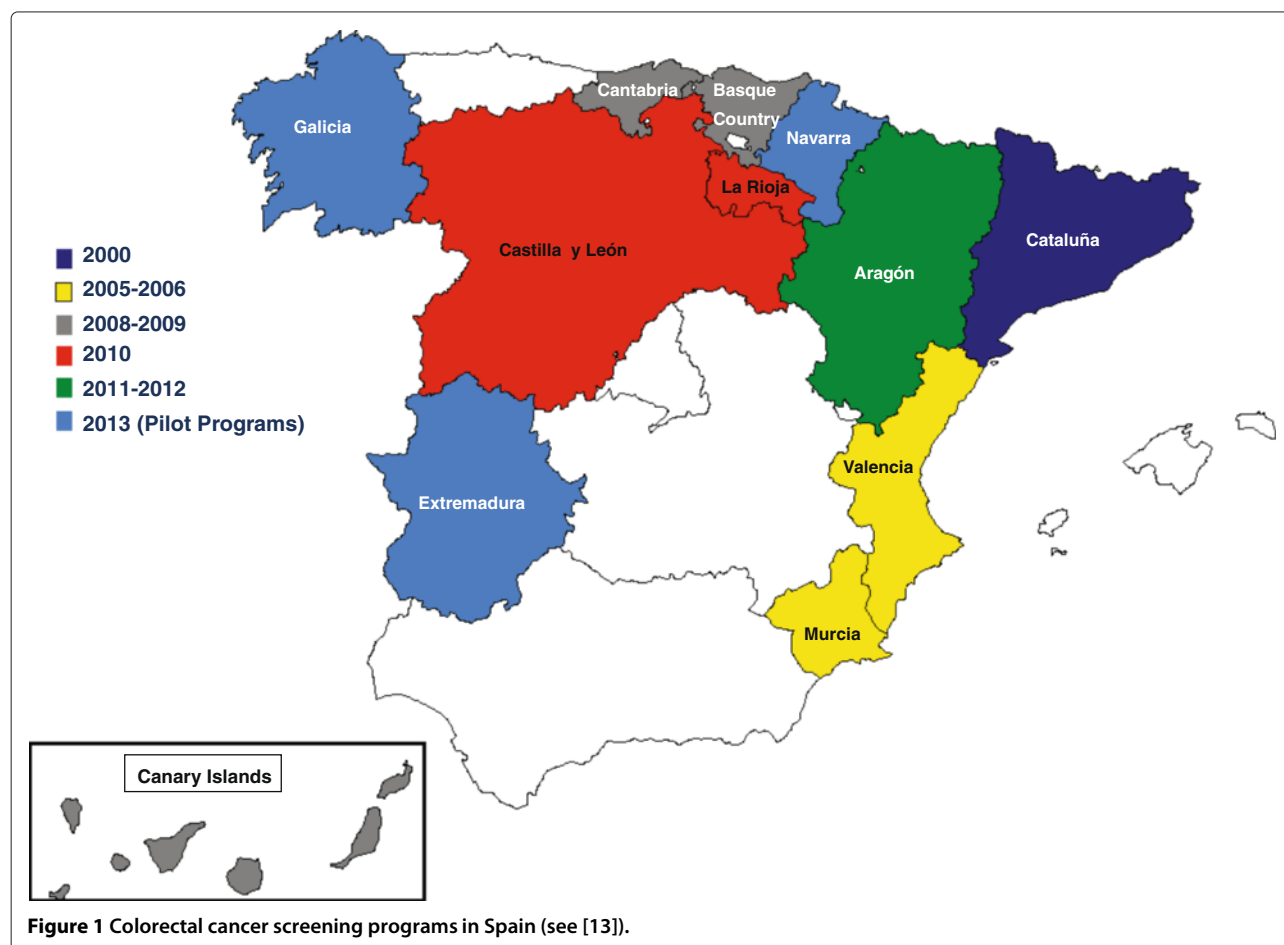 Galicia
Cantabria
Basque
Country
Navarra
La Rioja
Castilla y León
Aragón
Cataluña
2000
2005-2006
2008-2009
2010
2011-2012
2013 (Pilot Programs)
Extremadura
Valencia
Murcia
Canary Islands
Figure 1 Colorectal cancer screening programs in Spain (see [13]).